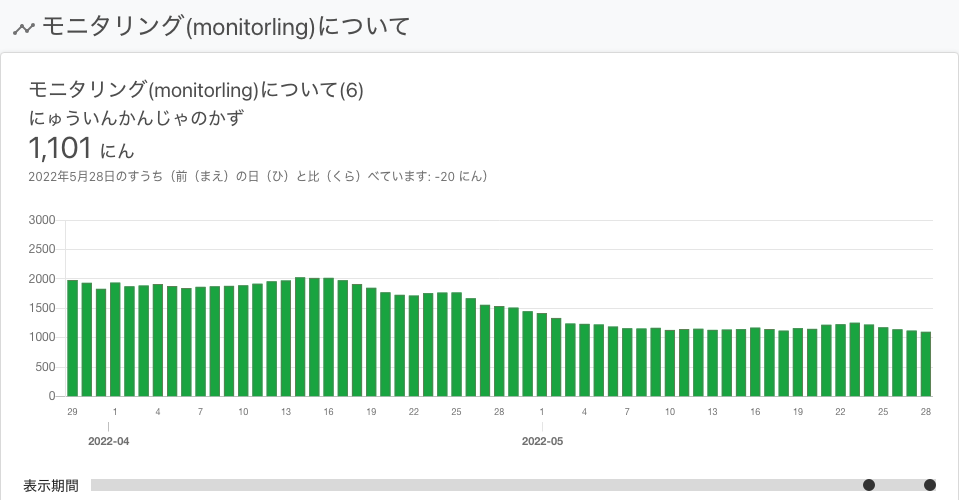 モニタリング(monitorling)について
モニタリング(monitorling)について(6)
にゅういんかんじゃのかず
1,101 にん
2022年5月28日のすうち（前（まえ）の日（ひ）と比（くら）べています: -20 にん）
3000
2500
2000
1500
1000
500
0
29 1 4 7 10 13 16 19 22 25 28 1 4 7 10 13 16 19 22 25 28
2022-04 2022-05
表示期間